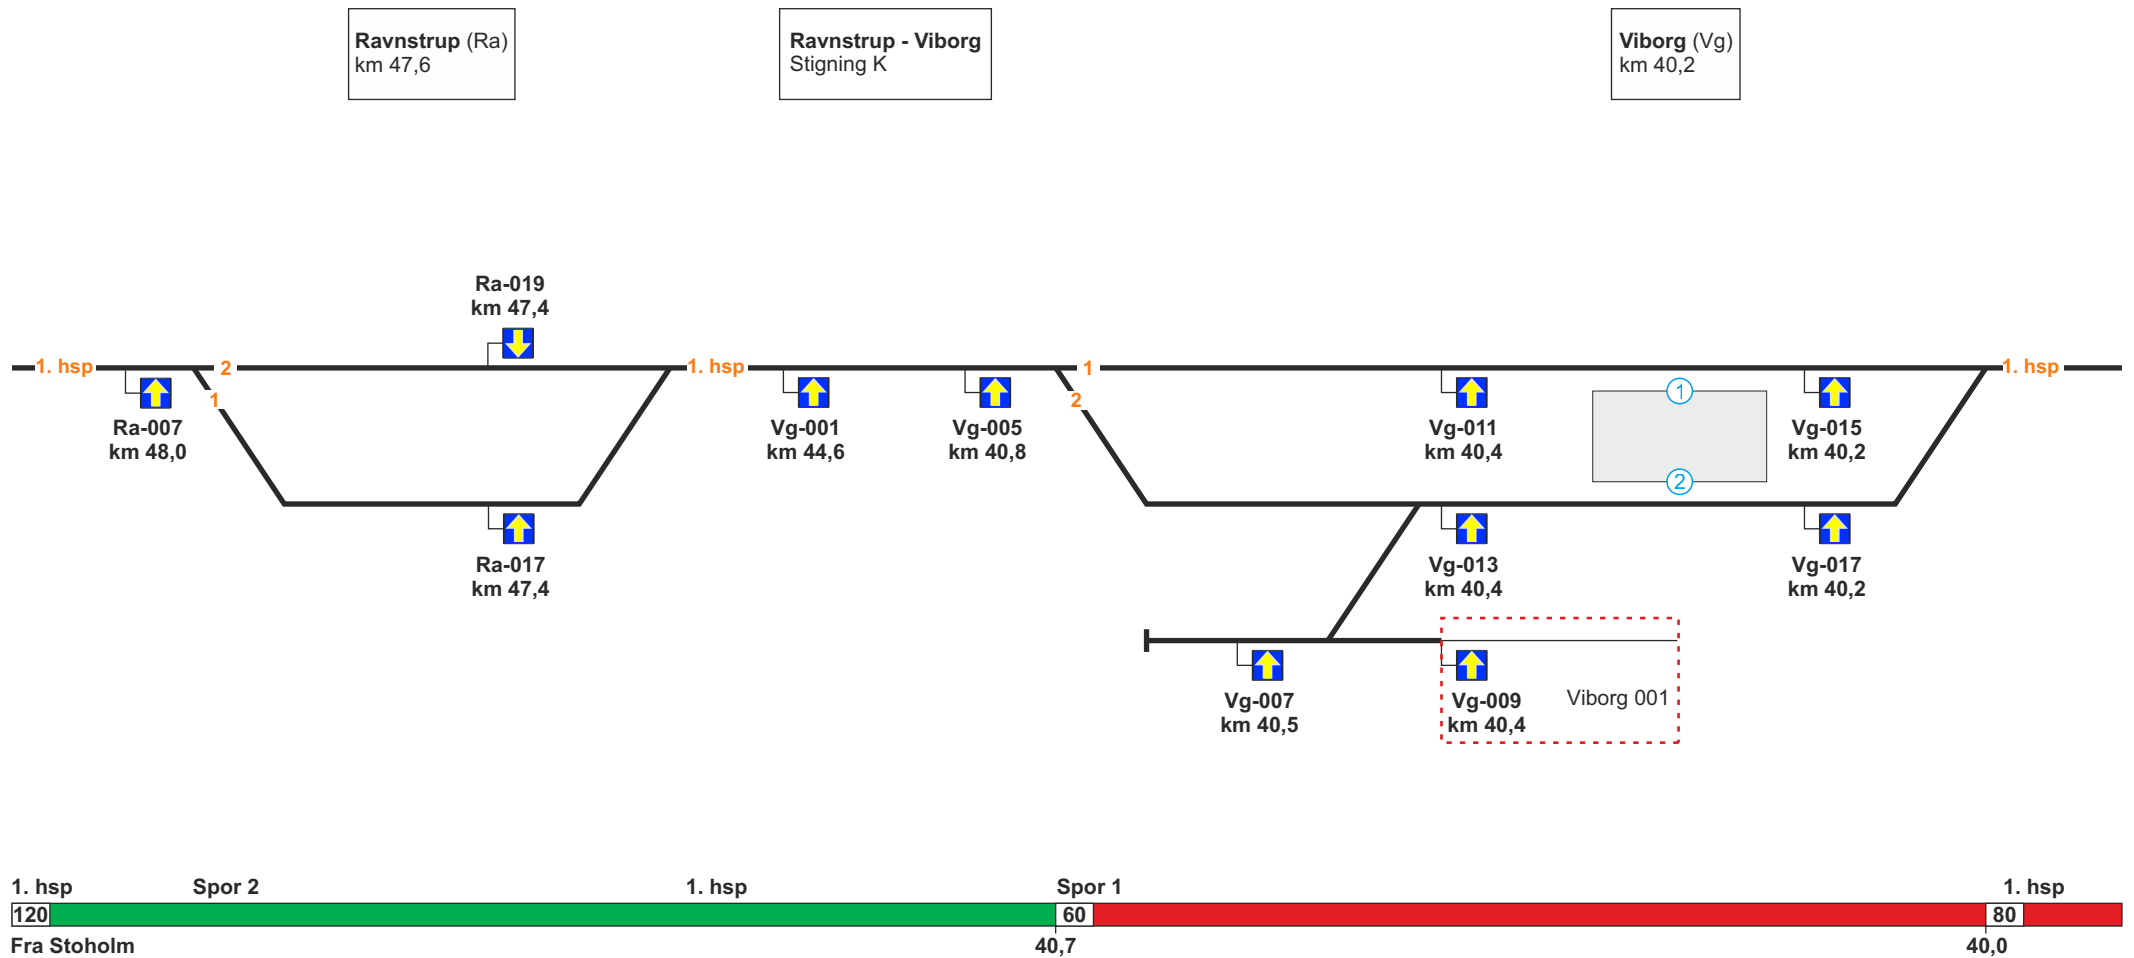 Ravnstrup (Ra)
km 47,6
Ravnstrup - Viborg
Stigning K
Viborg (Vg)
km 40,2
Ra-019
km 47,4
1. hsp
2
1. hsp
1
1. hsp
1
2
1
2
Ra-007
km 48,0
Vg-001
km 44,6
Vg-005
km 40,8
Vg-011
km 40,4
Vg-015
km 40,2
Ra-017
km 47,4
Vg-013
km 40,4
Vg-017
km 40,2
Vg-007
km 40,5
Vg-009
km 40,4
Viborg 001
1. hsp
Spor 2
1. hsp
Spor 1
1. hsp
120
60
80
Fra Stoholm
40,7
40,0